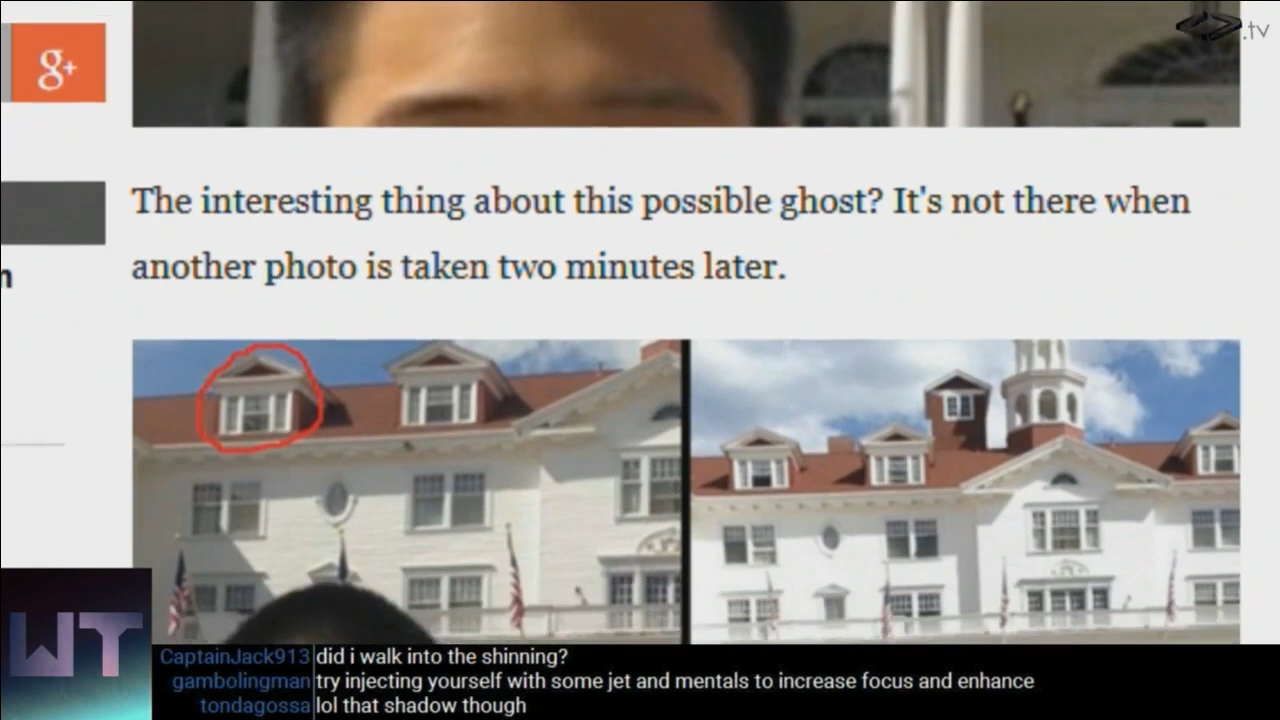 .tv
g+
The interesting thing about this possible ghost? It's not there when
another photo is taken two minutes later.
n
WT
CaptainJack913 did i walk into the shinning?
gambolingman try injecting yourself with some jet and mentals to increase focus and enhance
tondagossa lol that shadow though